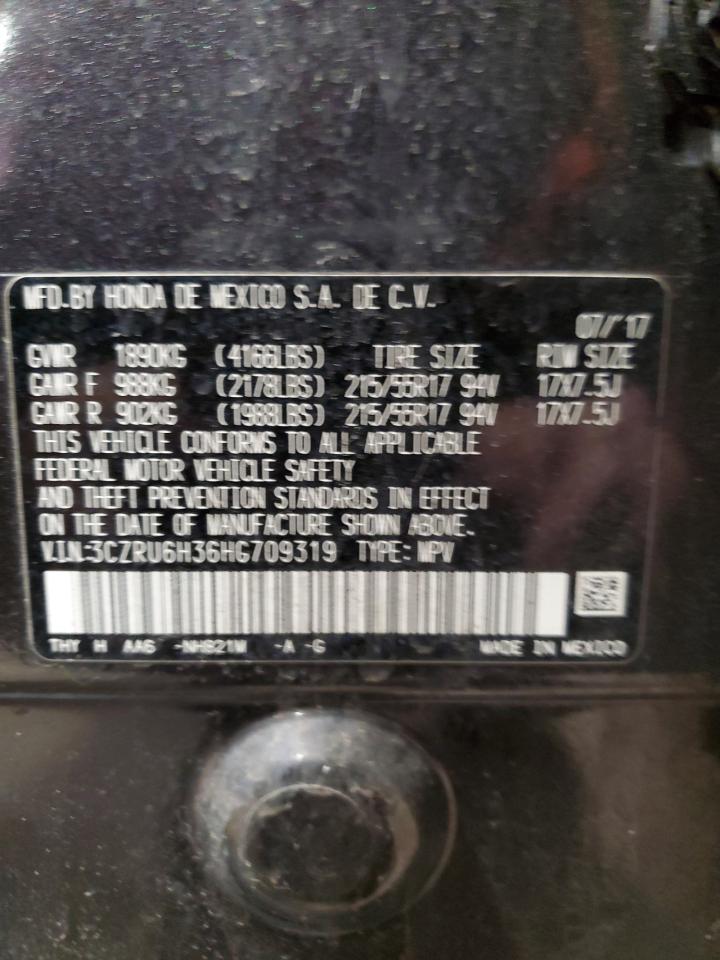 MFD. BY HONDA DE MEXICO S.A. DE C.V.
07/'17
GVWR 1890KG (4166LBS) TIRE SIZE RIM SIZE
GAWR F 988KG (2178LBS) 215/55R17 94V 17X7.5J
GAWR R 902KG (1988LBS) 215/55R17 94V 17X7.5J
THIS VEHICLE CONFORMS TO ALL APPLICABLE
FEDERAL MOTOR VEHICLE SAFETY
AND THEFT PREVENTION STANDARDS IN EFFECT
ON THE DATE OF MANUFACTURE SHOWN ABOVE.
V.I.N.:3CZRU6H36HG709319 TYPE: MPV
THY H AA6 -NH821M -A -G MADE IN MEXICO